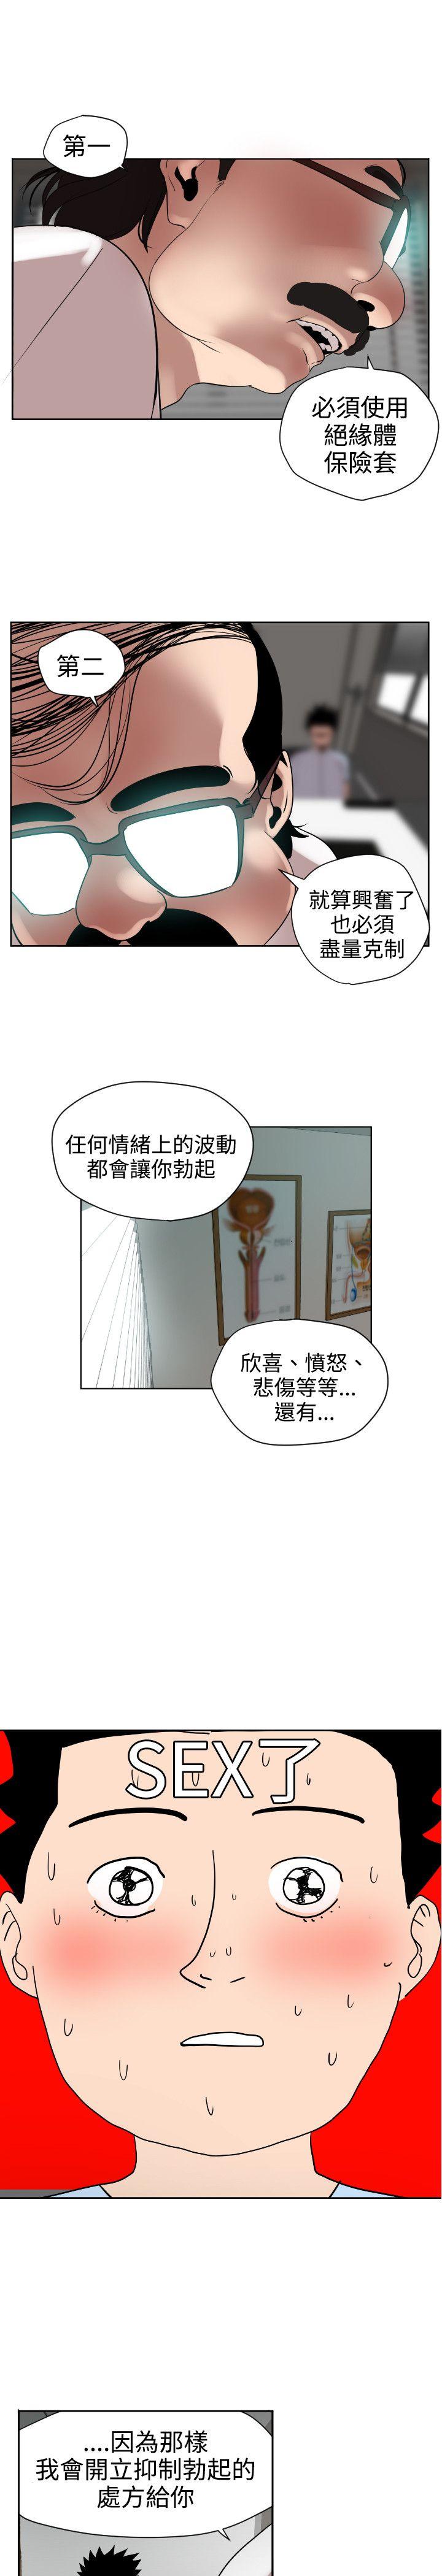 第一
必須使用
絕緣體
保險套
第二
就算興奮了
也必須
盡量克制
任何情緒上的波動
都會讓你勃起
欣喜、憤怒、
悲傷等等...
還有...
SEX了
....因為那樣
我會開立抑制勃起的
處方給你